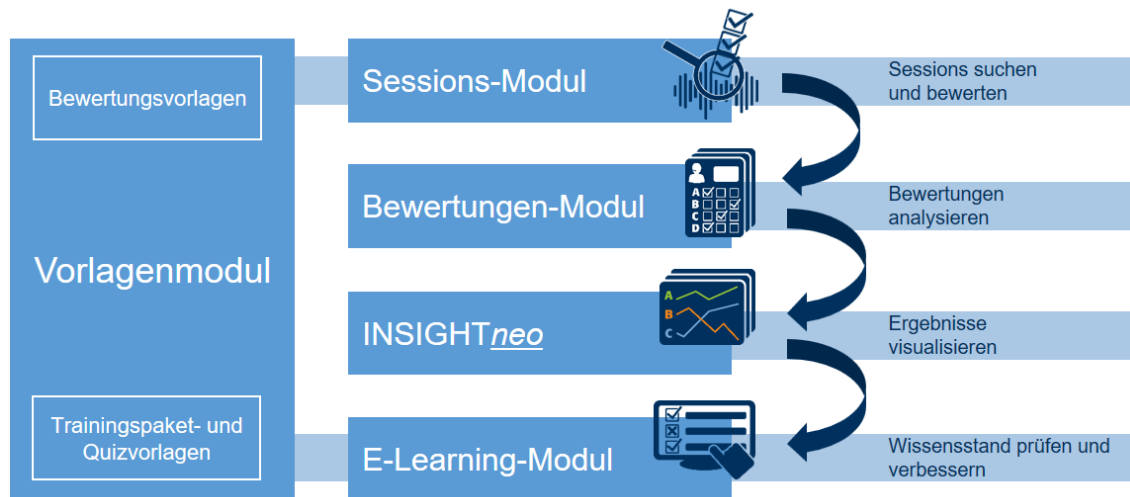 Bewertungsvorlagen
Vorlagenmodul
Trainingspaket- und
Quizvorlagen
Sessions-Modul
Sessions suchen
und bewerten
Bewertungen-Modul
A
B
C
D
Bewertungen
analysieren
INSIGHTneo
A
B
C
Ergebnisse
visualisieren
E-Learning-Modul
Wissensstand prüfen und
verbessern